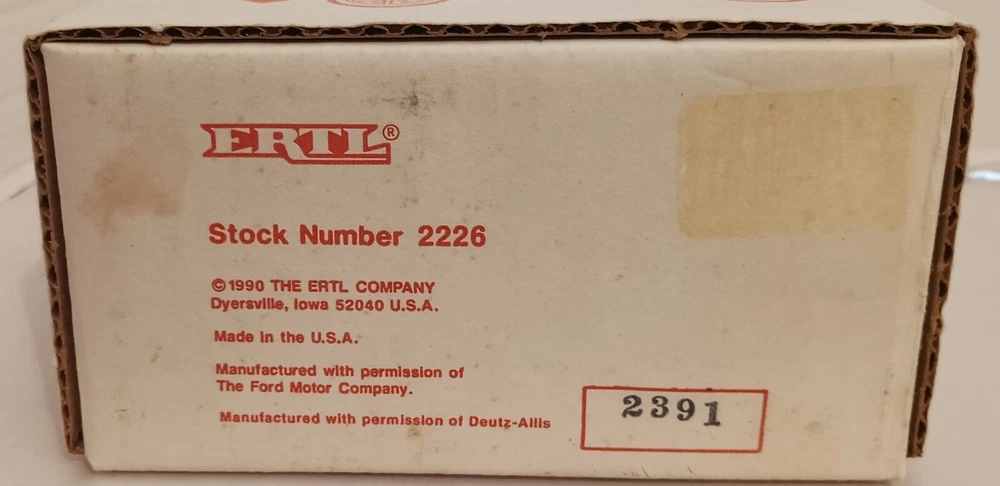 ERTL®
Stock Number 2226
©1990 THE ERTL COMPANY
Dyersville, Iowa 52040 U.S.A.
Made in the U.S.A.
Manufactured with permission of
The Ford Motor Company.
Manufactured with permission of Deutz-Allis
2391